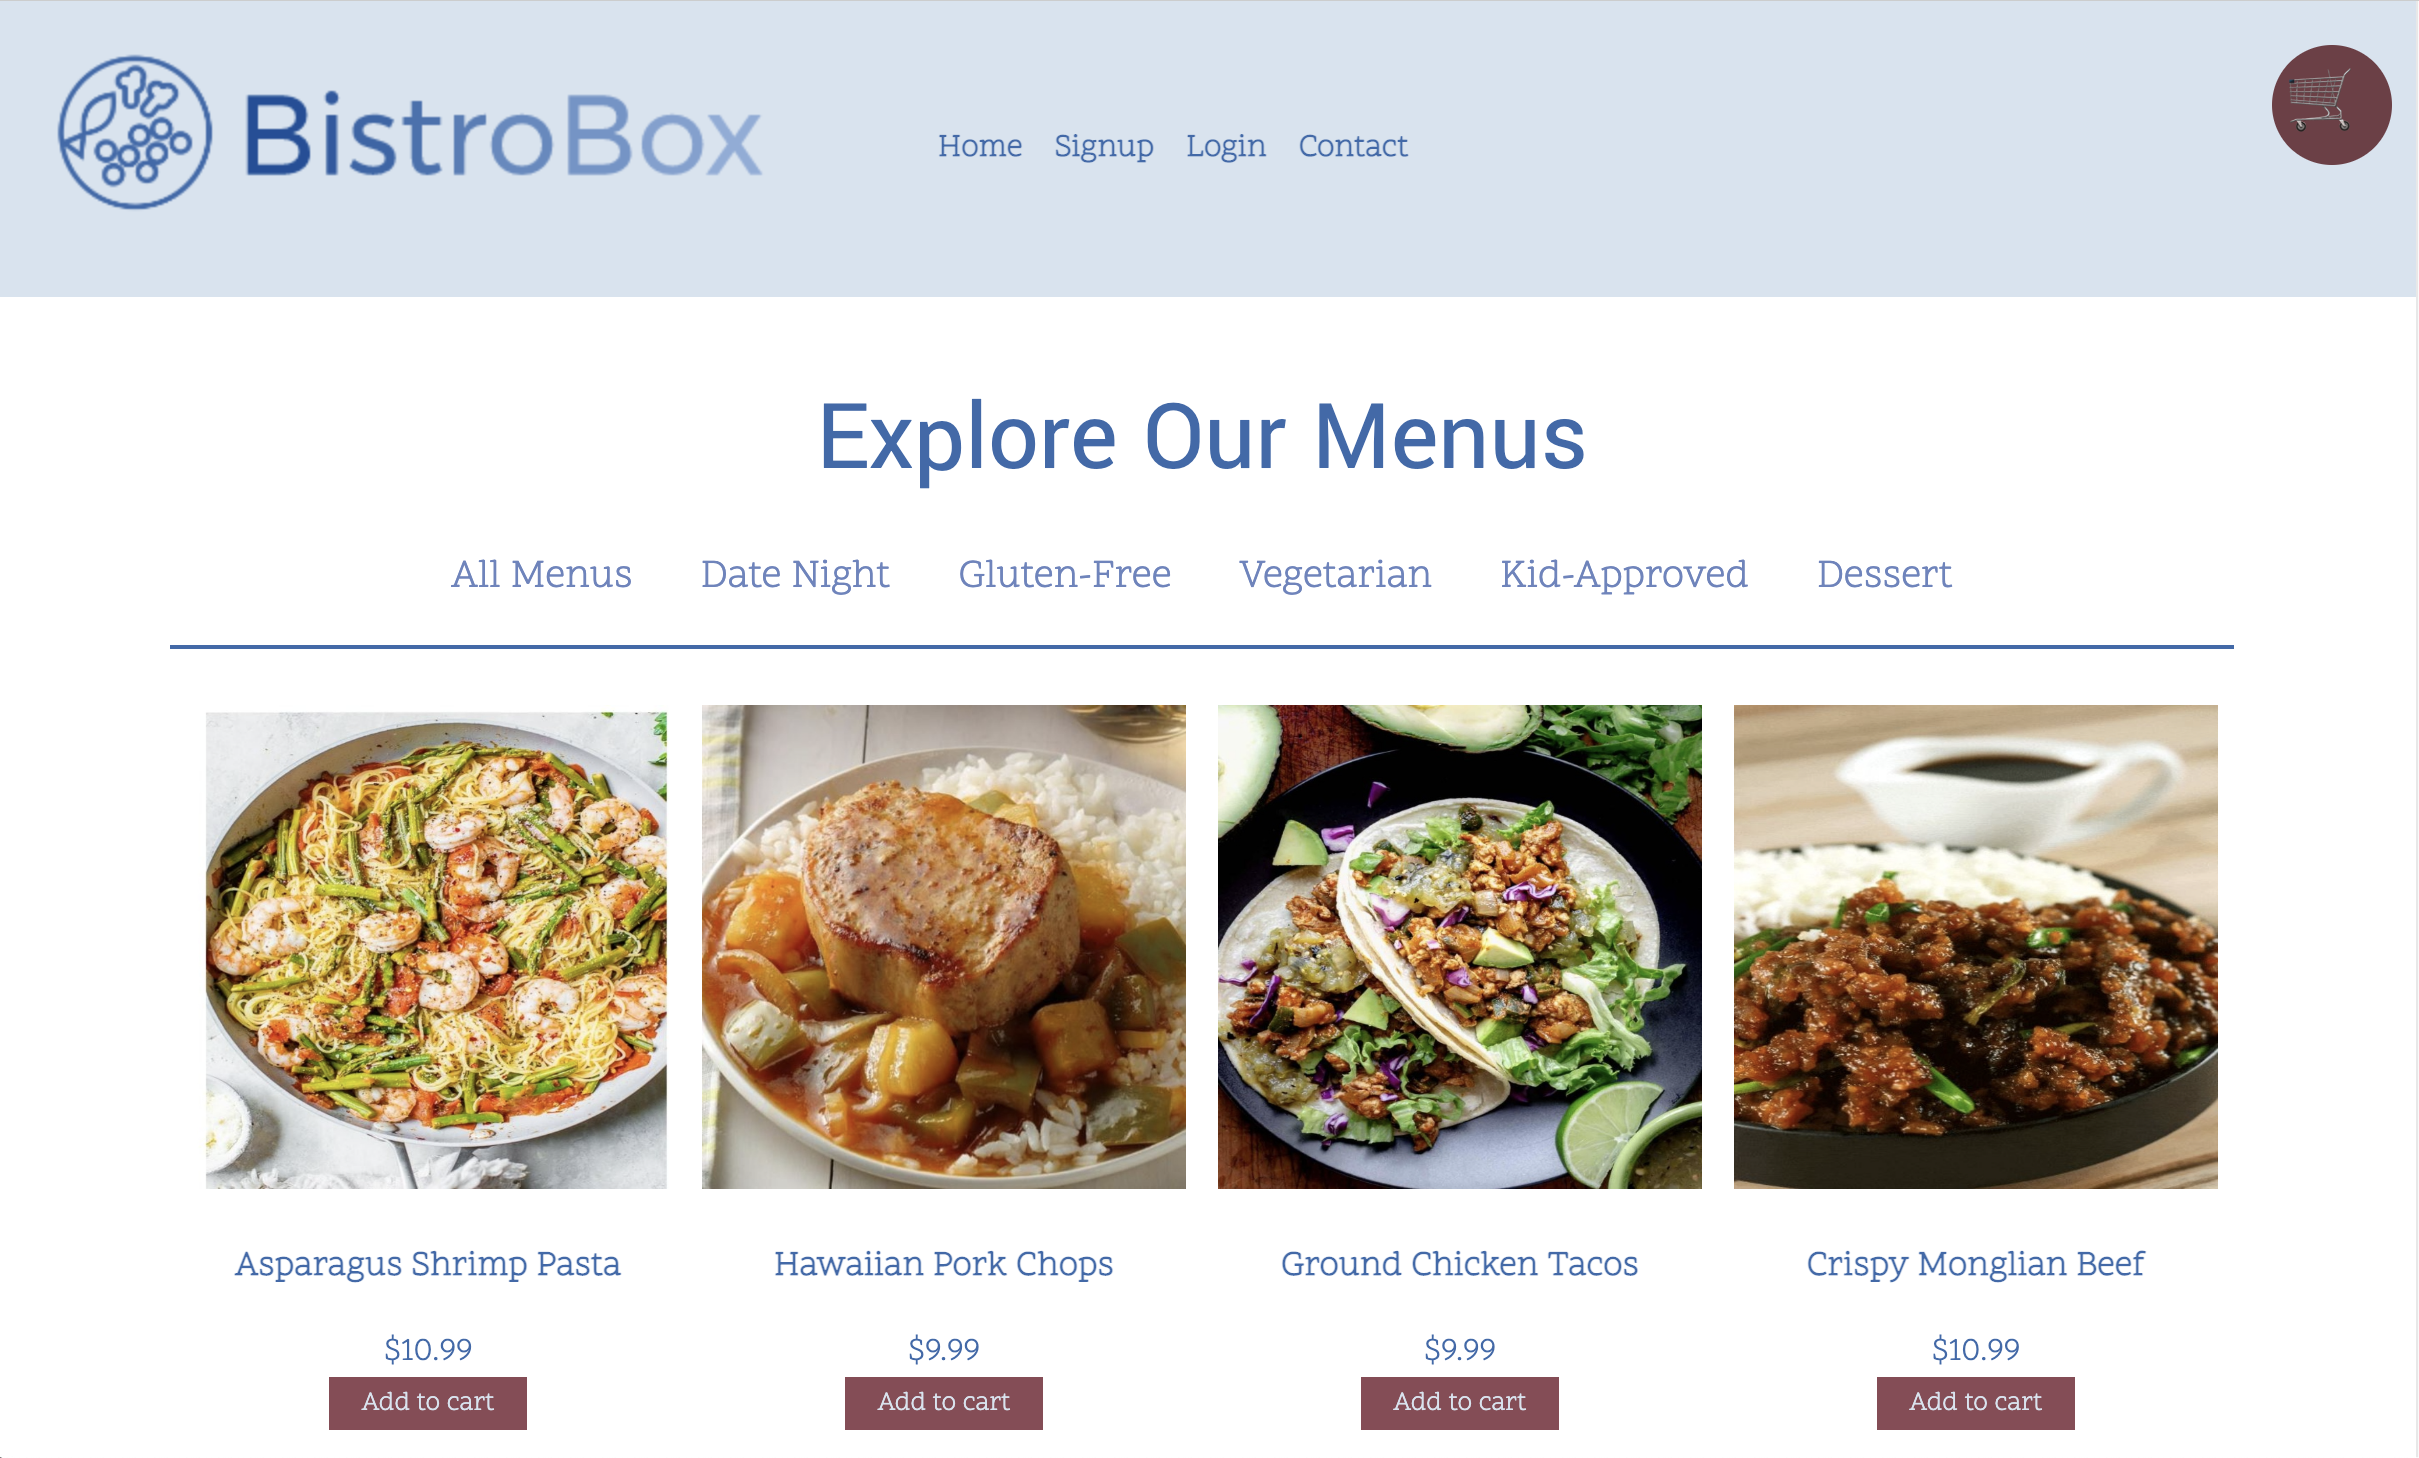 BistroBox
Home Signup Login Contact
Explore Our Menus
All Menus Date Night Gluten-Free Vegetarian Kid-Approved Dessert
Asparagus Shrimp Pasta Hawaiian Pork Chops Ground Chicken Tacos Crispy Monglian Beef
$10.99 $9.99 $9.99 $10.99
Add to cart Add to cart Add to cart Add to cart